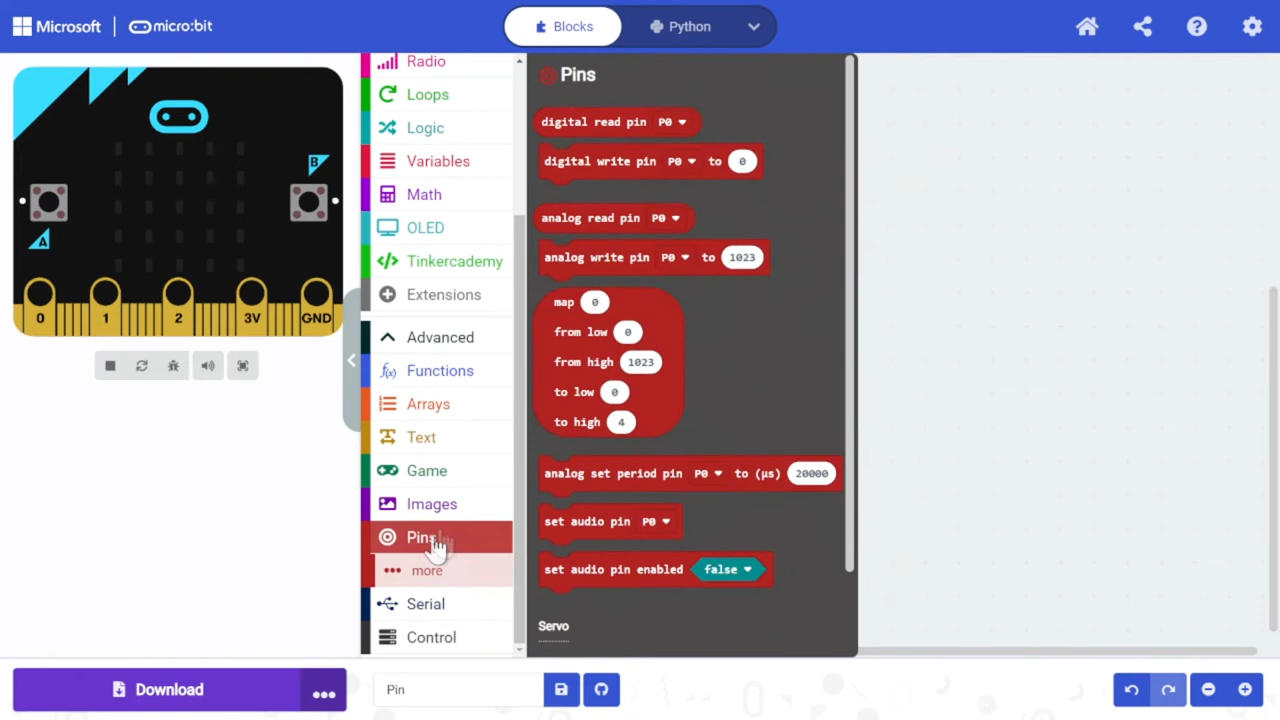 Microsoft | micro:bit
Blocks
Python
B
A
0 1 2 3V GND
Radio
Loops
Logic
Variables
Math
OLED
Tinkercademy
Extensions
Advanced
Functions
Arrays
Text
Game
Images
Pins
more
Serial
Control
Pins
digital read pin P0
digital write pin P0 to 0
analog read pin P0
analog write pin P0 to 1023
map 0
from low 0
from high 1023
to low 0
to high 4
analog set period pin P0 to (µs) 20000
set audio pin P0
set audio pin enabled false
Servo
Download
Pin